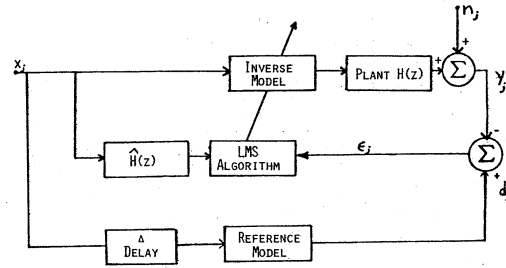 n_j
x_j
INVERSE
MODEL
PLANT H(z)
+
+
Σ
y_j
-
Ĥ(z)
LMS
ALGORITHM
ϵ_j
Σ
+
d
Δ
DELAY
REFERENCE
MODEL